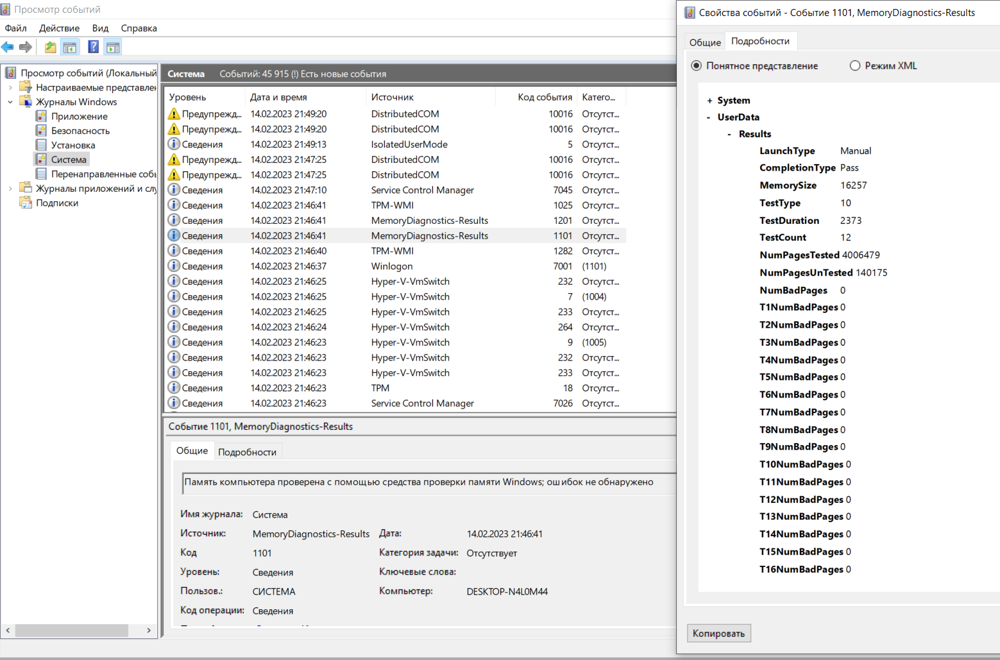 Просмотр событий
Файл Действие Вид Справка
Просмотр событий (Локальный
Настраиваемые представлен
Журналы Windows
Приложение
Безопасность
Установка
Система
Перенаправленные собы
Журналы приложений и слу
Подписки
Система Событий: 45 915 (!) Есть новые события
Уровень Дата и время Источник Код события Катего...
Предупрежд... 14.02.2023 21:49:20 DistributedCOM 10016 Отсутст...
Предупрежд... 14.02.2023 21:49:20 DistributedCOM 10016 Отсутст...
Сведения 14.02.2023 21:49:13 IsolatedUserMode 5 Отсутст...
Предупрежд... 14.02.2023 21:47:25 DistributedCOM 10016 Отсутст...
Предупрежд... 14.02.2023 21:47:25 DistributedCOM 10016 Отсутст...
Сведения 14.02.2023 21:47:10 Service Control Manager 7045 Отсутст...
Сведения 14.02.2023 21:46:41 TPM-WMI 1025 Отсутст...
Сведения 14.02.2023 21:46:41 MemoryDiagnostics-Results 1201 Отсутст...
Сведения 14.02.2023 21:46:41 MemoryDiagnostics-Results 1101 Отсутст...
Сведения 14.02.2023 21:46:40 TPM-WMI 1282 Отсутст...
Сведения 14.02.2023 21:46:37 Winlogon 7001 (1101)
Сведения 14.02.2023 21:46:25 Hyper-V-VmSwitch 232 Отсутст...
Сведения 14.02.2023 21:46:25 Hyper-V-VmSwitch 7 (1004)
Сведения 14.02.2023 21:46:25 Hyper-V-VmSwitch 233 Отсутст...
Сведения 14.02.2023 21:46:24 Hyper-V-VmSwitch 264 Отсутст...
Сведения 14.02.2023 21:46:23 Hyper-V-VmSwitch 9 (1005)
Сведения 14.02.2023 21:46:23 Hyper-V-VmSwitch 232 Отсутст...
Сведения 14.02.2023 21:46:23 Hyper-V-VmSwitch 233 Отсутст...
Сведения 14.02.2023 21:46:23 TPM 18 Отсутст...
Сведения 14.02.2023 21:46:23 Service Control Manager 7026 Отсутст...
Событие 1101, MemoryDiagnostics-Results
Общие Подробности
Память компьютера проверена с помощью средства проверки памяти Windows; ошибок не обнаружено
Имя журнала: Система
Источник: MemoryDiagnostics-Results Дата: 14.02.2023 21:46:41
Код 1101 Категория задачи: Отсутствует
Уровень: Сведения Ключевые слова:
Пользов.: СИСТЕМА Компьютер: DESKTOP-N4L0M44
Код операции: Сведения
Свойства событий - Событие 1101, MemoryDiagnostics-Results
Общие Подробности
Понятное представление Режим XML
+ System
- UserData
- Results
LaunchType Manual
CompletionType Pass
MemorySize 16257
TestType 10
TestDuration 2373
TestCount 12
NumPagesTested 4006479
NumPagesUnTested 140175
NumBadPages 0
T1NumBadPages 0
T2NumBadPages 0
T3NumBadPages 0
T4NumBadPages 0
T5NumBadPages 0
T6NumBadPages 0
T7NumBadPages 0
T8NumBadPages 0
T9NumBadPages 0
T10NumBadPages 0
T11NumBadPages 0
T12NumBadPages 0
T13NumBadPages 0
T14NumBadPages 0
T15NumBadPages 0
T16NumBadPages 0
Копировать